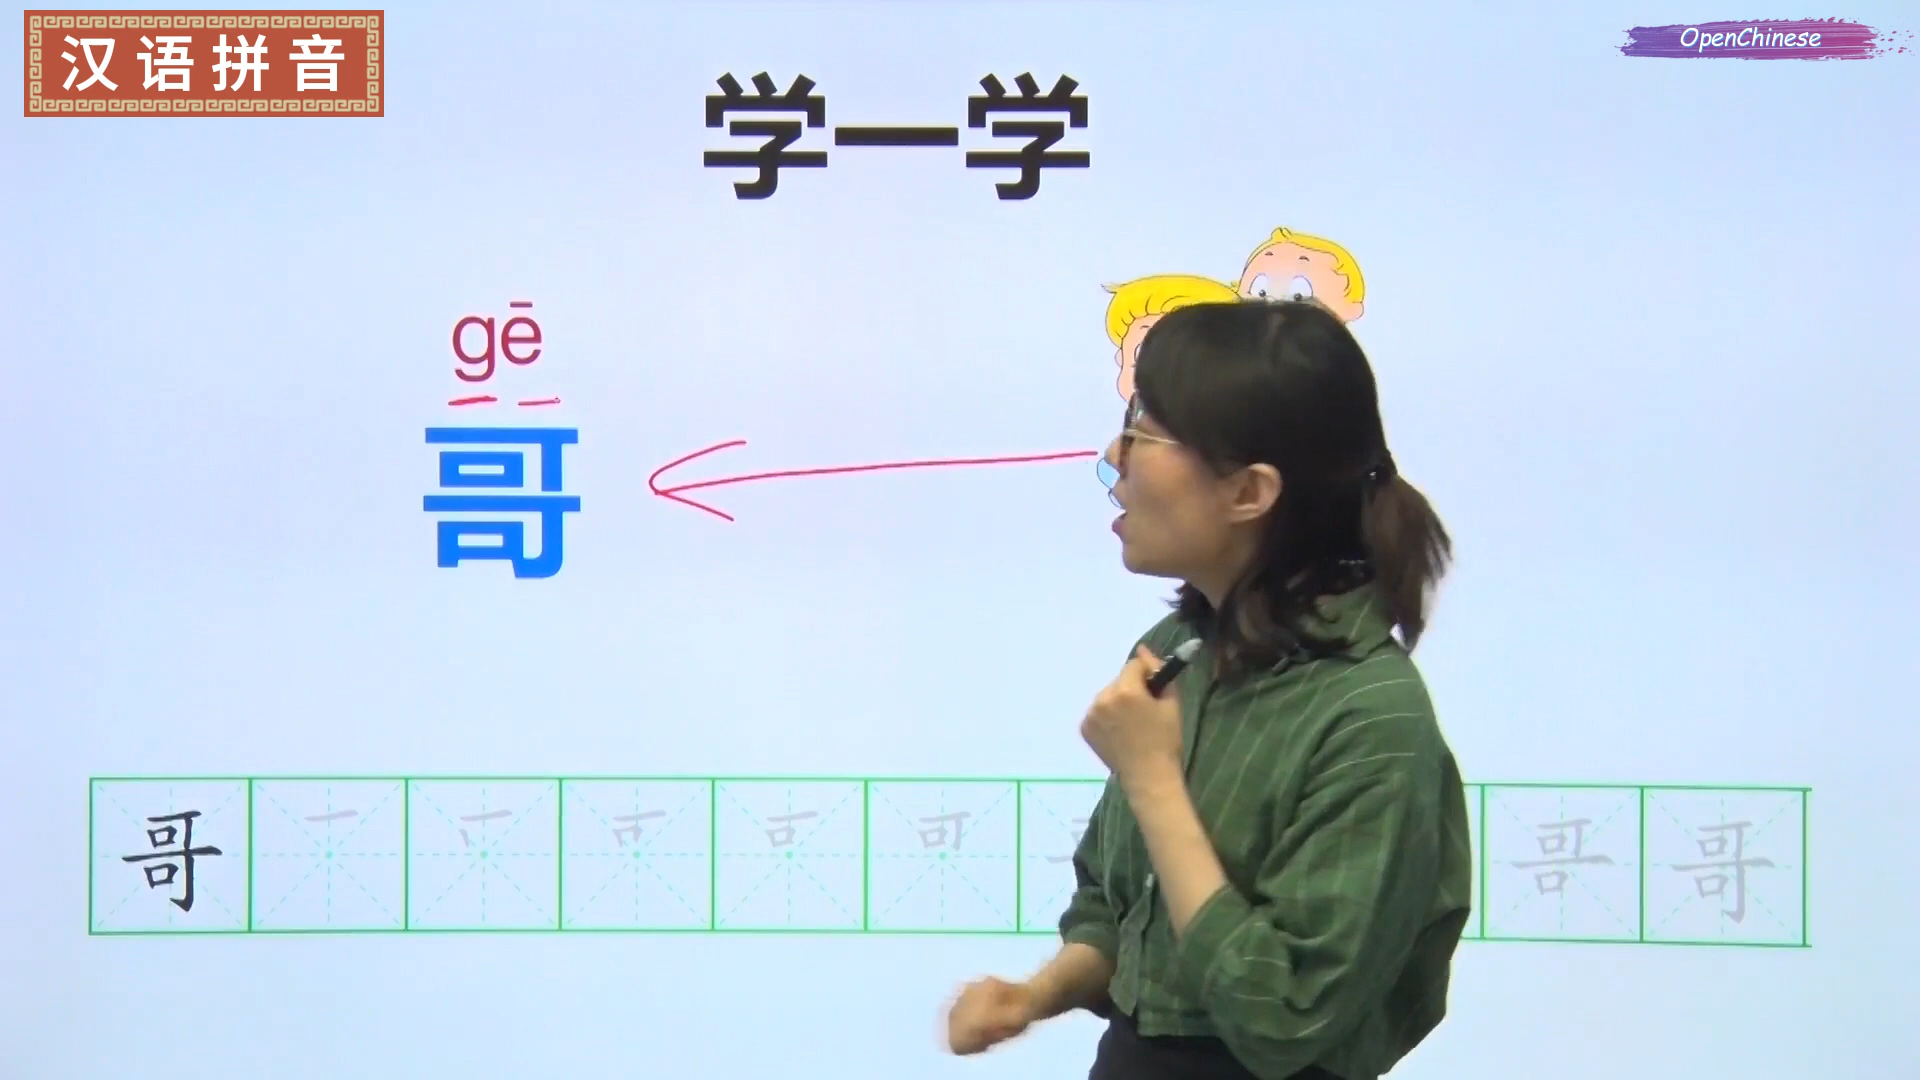 汉语拼音
OpenChinese
学一学
gē
哥
哥 哥 哥